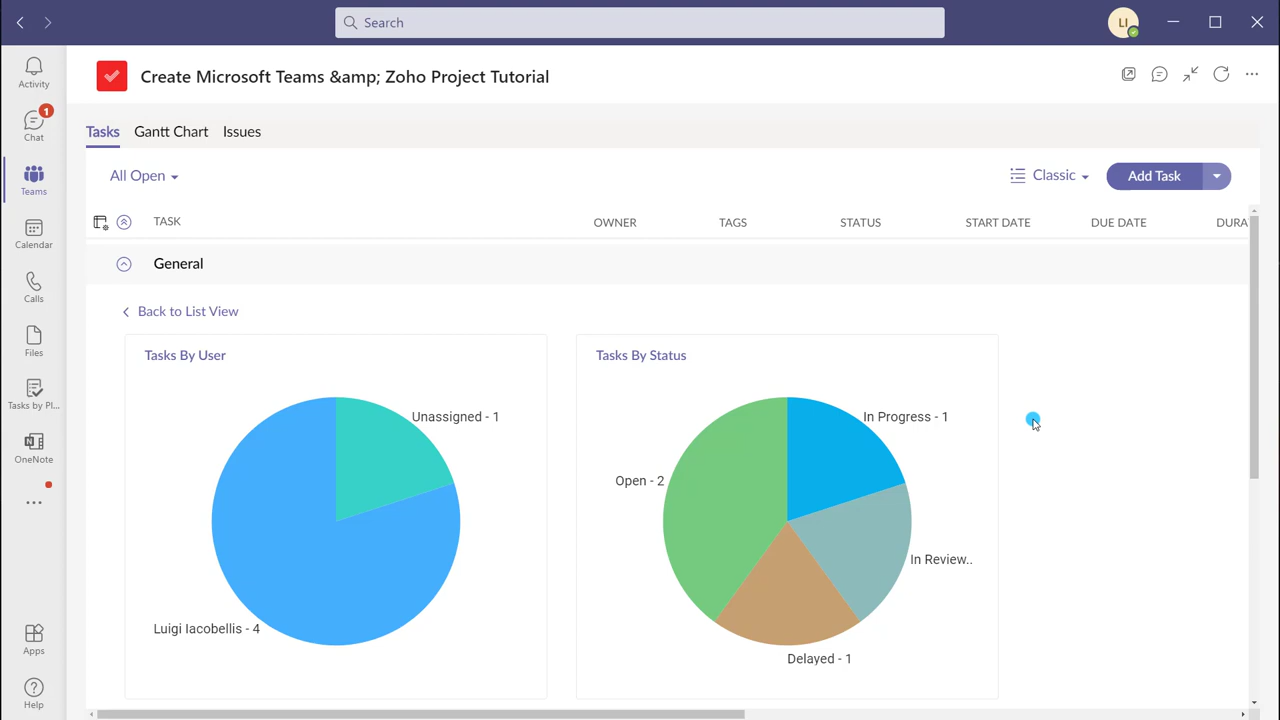 Search
LI
Activity
Chat
1
Teams
Calendar
Calls
Files
Tasks by Pl...
OneNote
Apps
Help
Create Microsoft Teams &amp; Zoho Project Tutorial
Tasks
Gantt Chart
Issues
All Open
Classic
Add Task
TASK
OWNER
TAGS
STATUS
START DATE
DUE DATE
DURA
General
Back to List View
Tasks By User
Unassigned - 1
Luigi Iacobellis - 4
Tasks By Status
In Progress - 1
Open - 2
In Review..
Delayed - 1